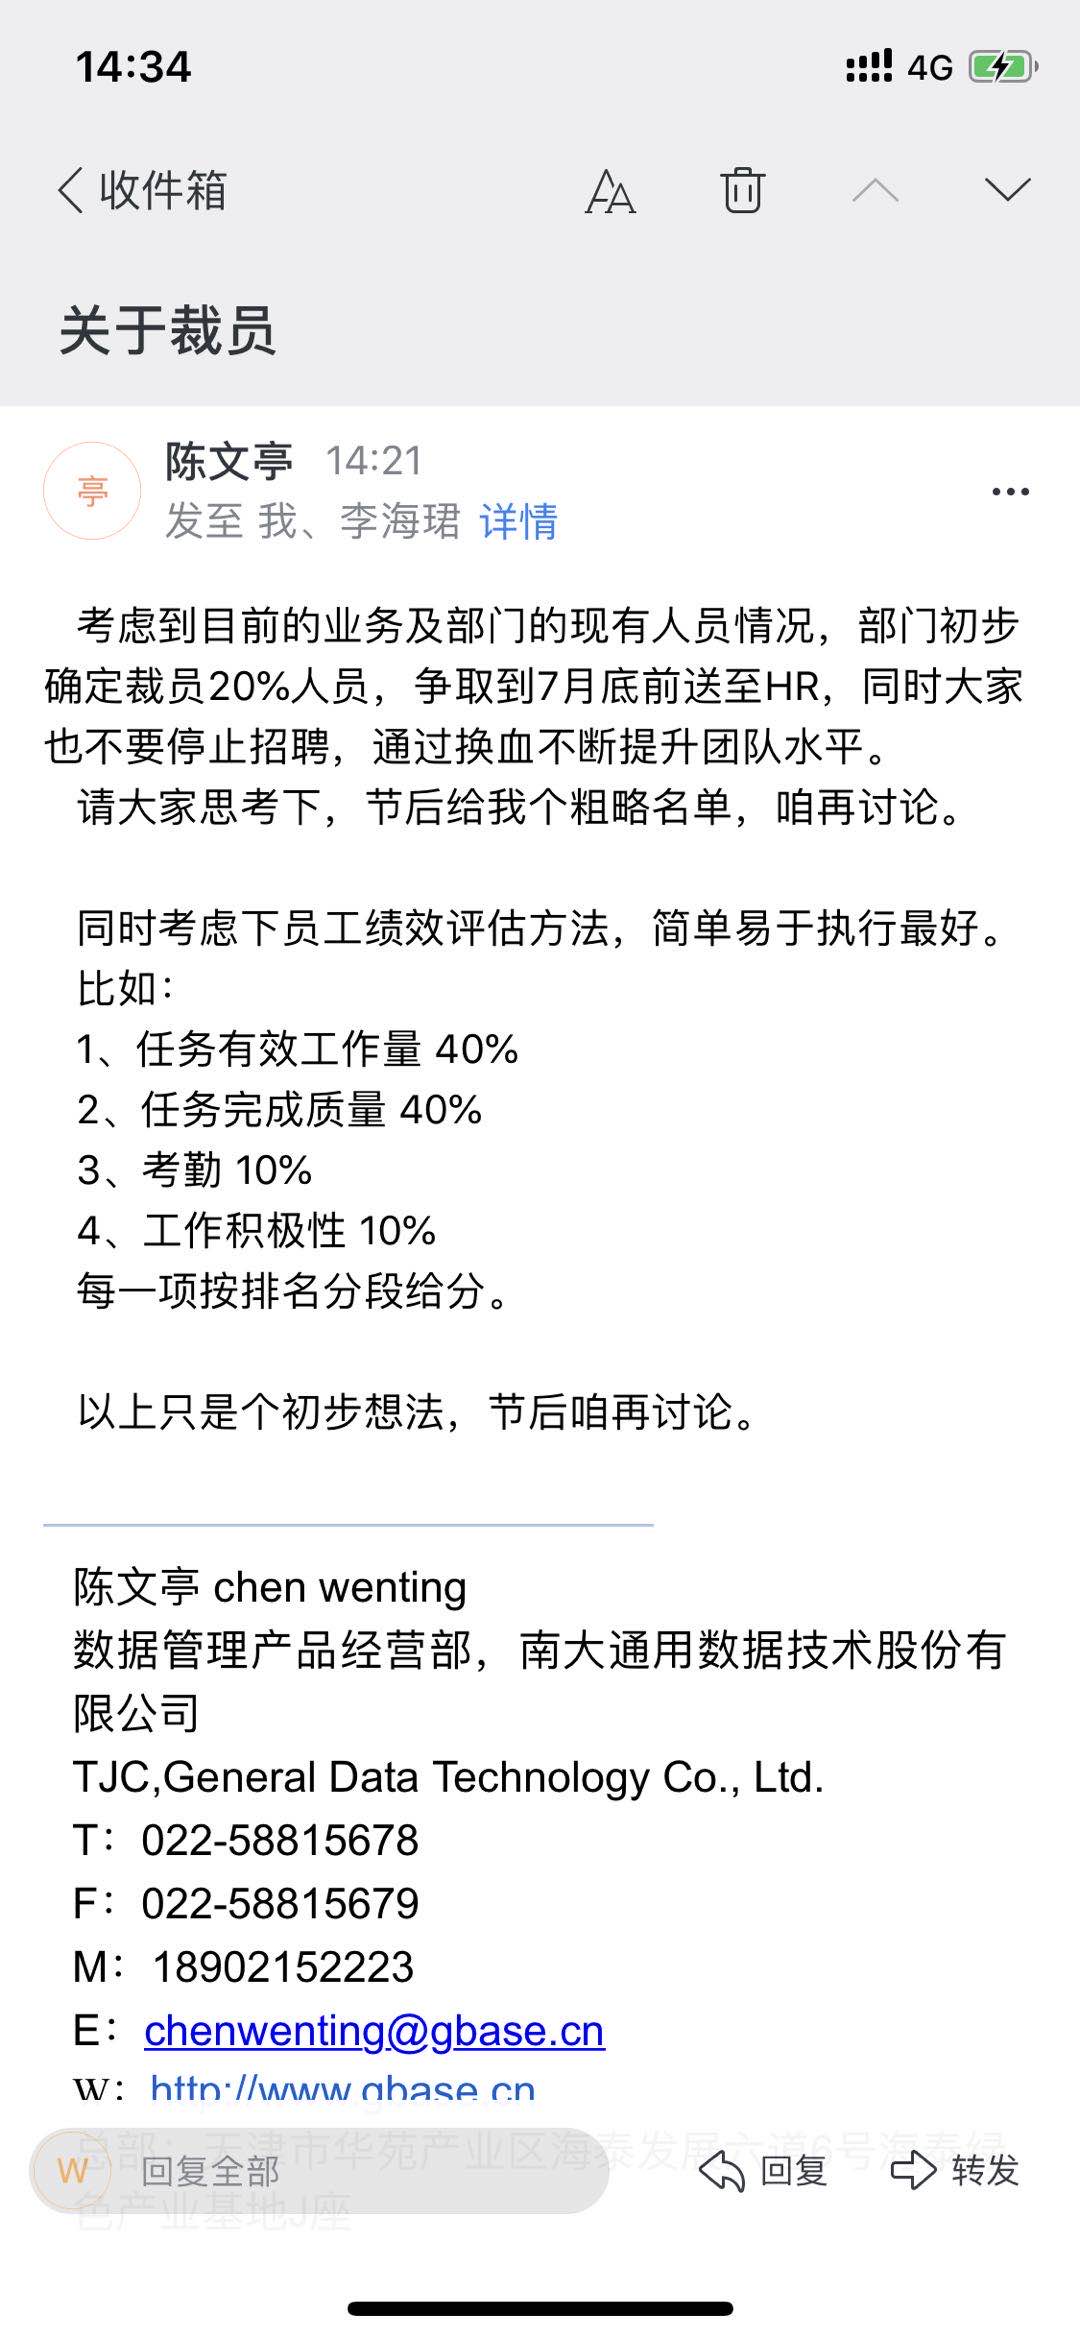 14:34
4G
收件箱
关于裁员
亭
陈文亭 14:21
发至 我、李海珺 详情
考虑到目前的业务及部门的现有人员情况，部门初步
确定裁员20%人员，争取到7月底前送至HR，同时大家
也不要停止招聘，通过换血不断提升团队水平。
请大家思考下，节后给我个粗略名单，咱再讨论。
同时考虑下员工绩效评估方法，简单易于执行最好。
比如：
1、任务有效工作量 40%
2、任务完成质量 40%
3、考勤 10%
4、工作积极性 10%
每一项按排名分段给分。
以上只是个初步想法，节后咱再讨论。
陈文亭 chen wenting
数据管理产品经营部，南大通用数据技术股份有
限公司
TJC,General Data Technology Co., Ltd.
T：022-58815678
F：022-58815679
M：18902152223
E：chenwenting@gbase.cn
W：http://www.gbase.cn
总部：天津市华苑产业区海泰发展六道6号海泰绿
色产业基地J座
W 回复全部 回复 转发